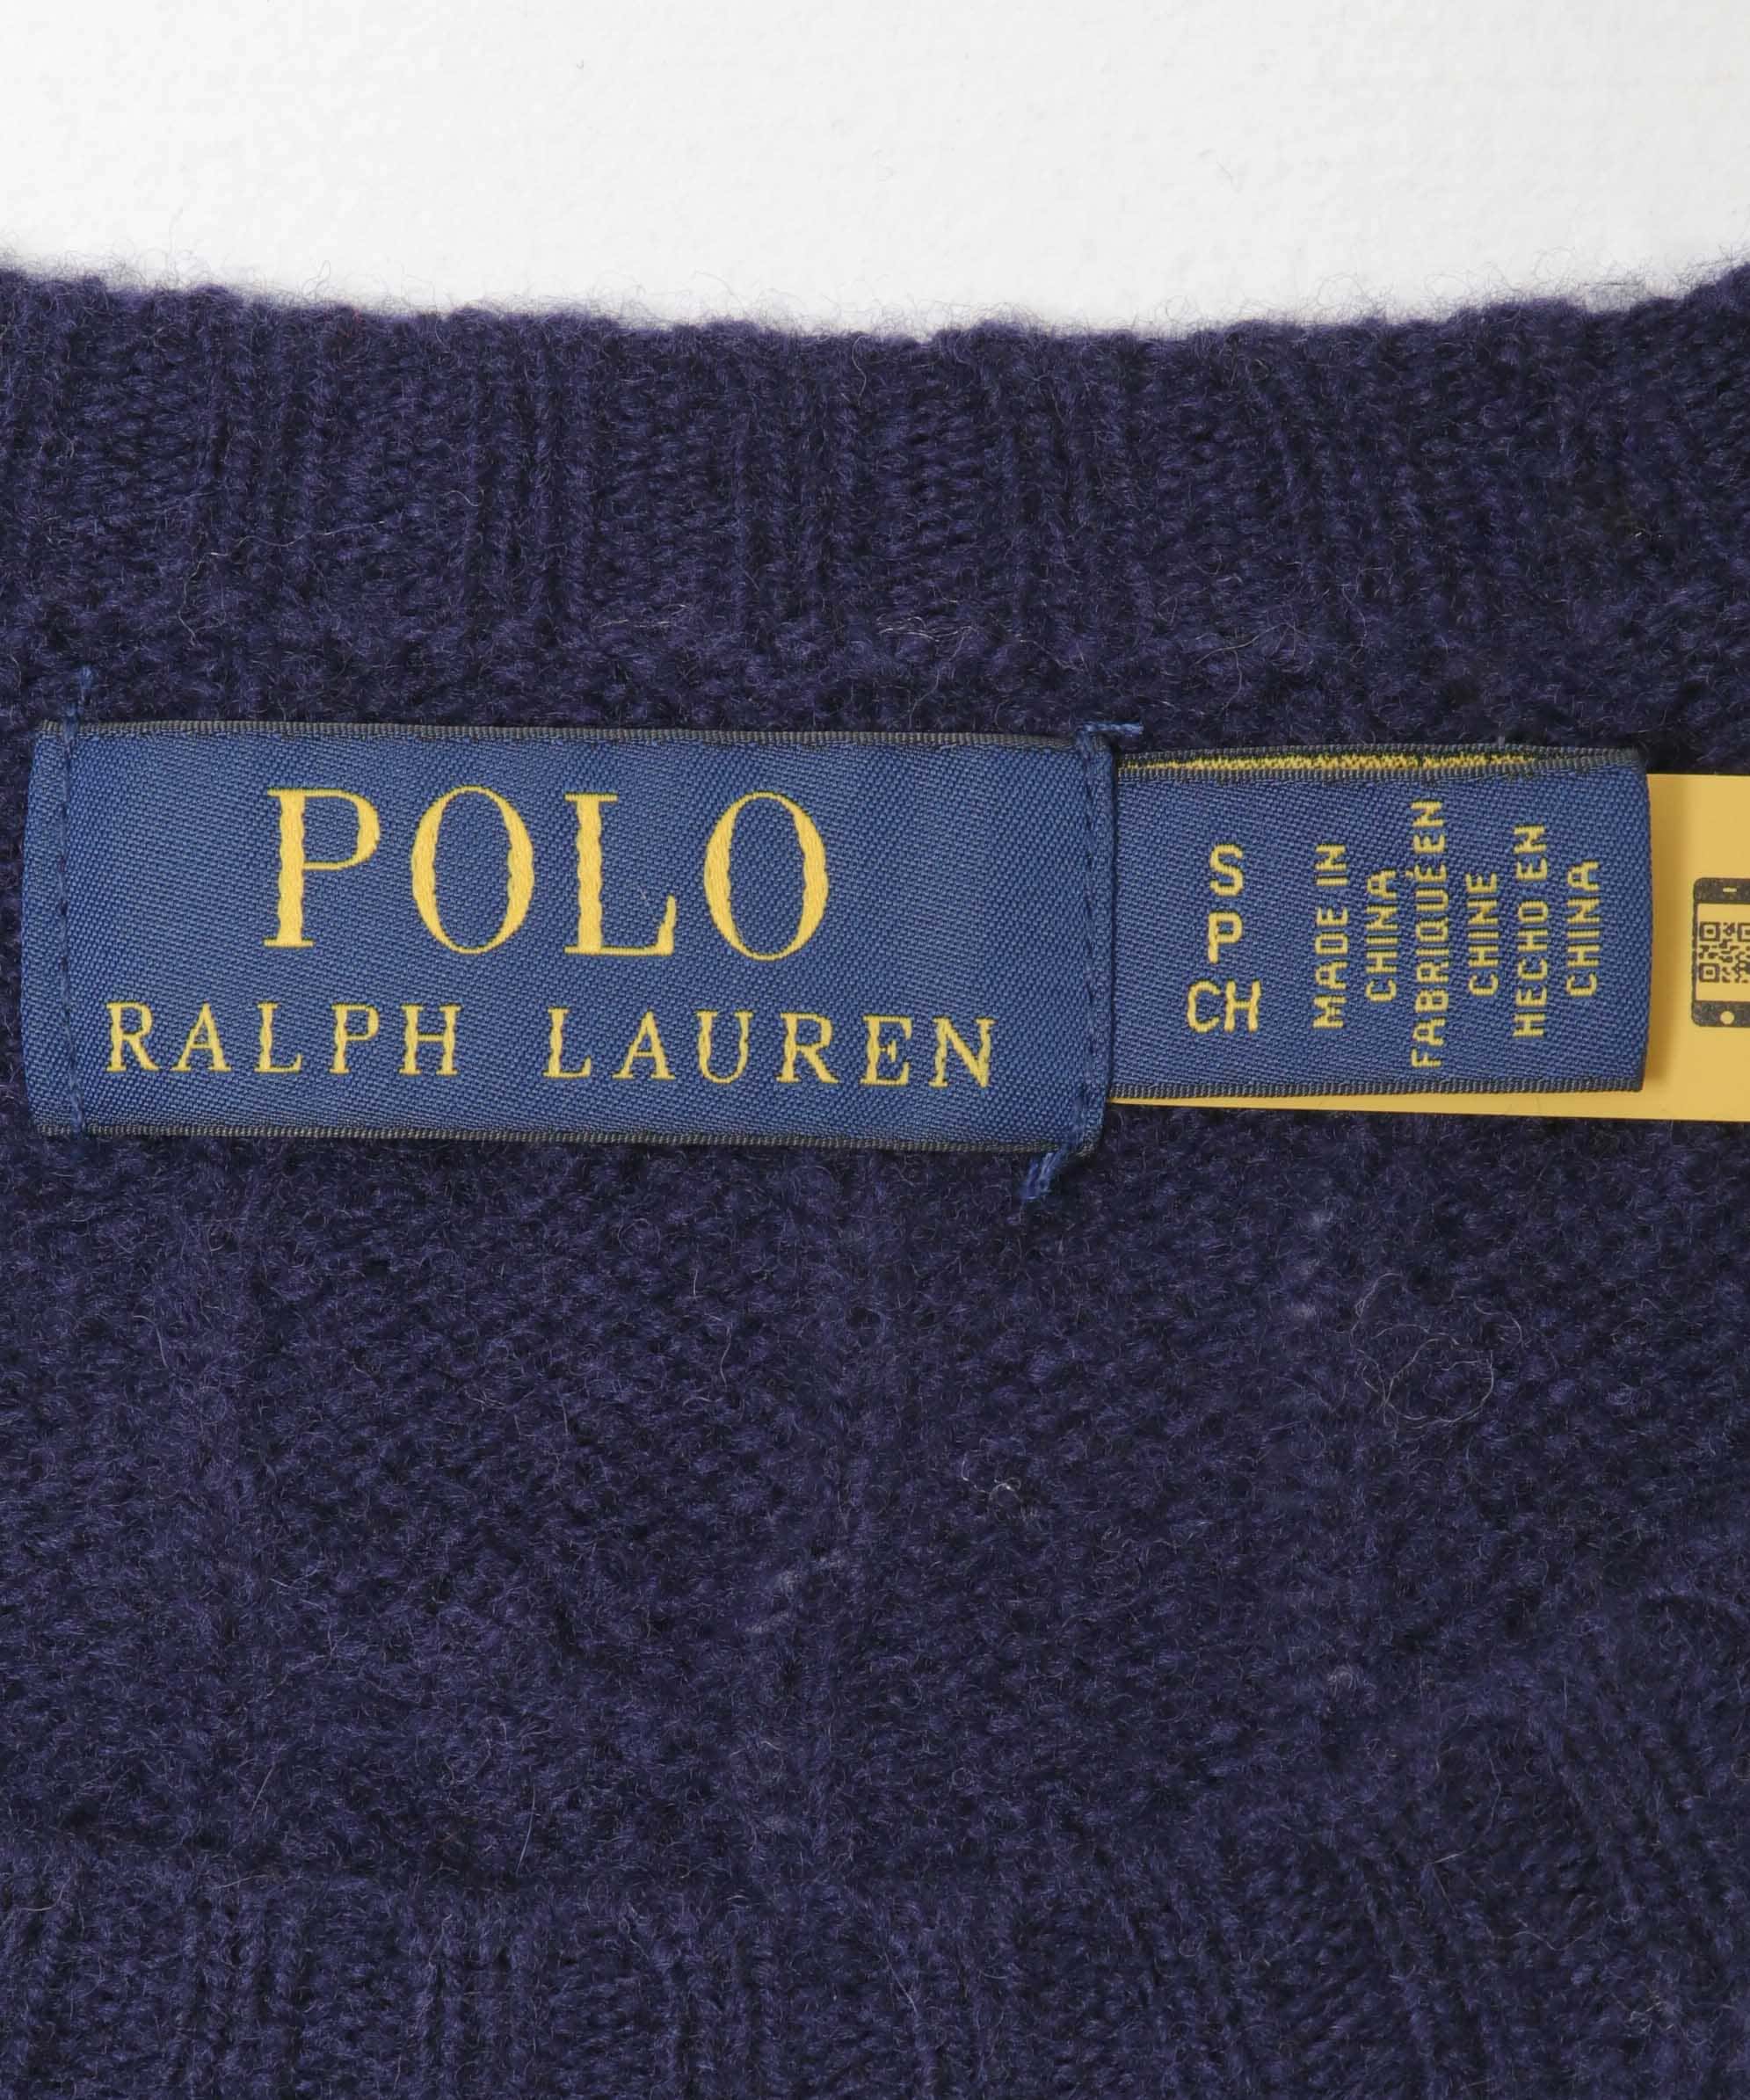 POLO
RALPH LAUREN
S
P
CH
MADE IN
CHINA
FABRIQUÉ EN
CHINE
HECHO EN
CHINA